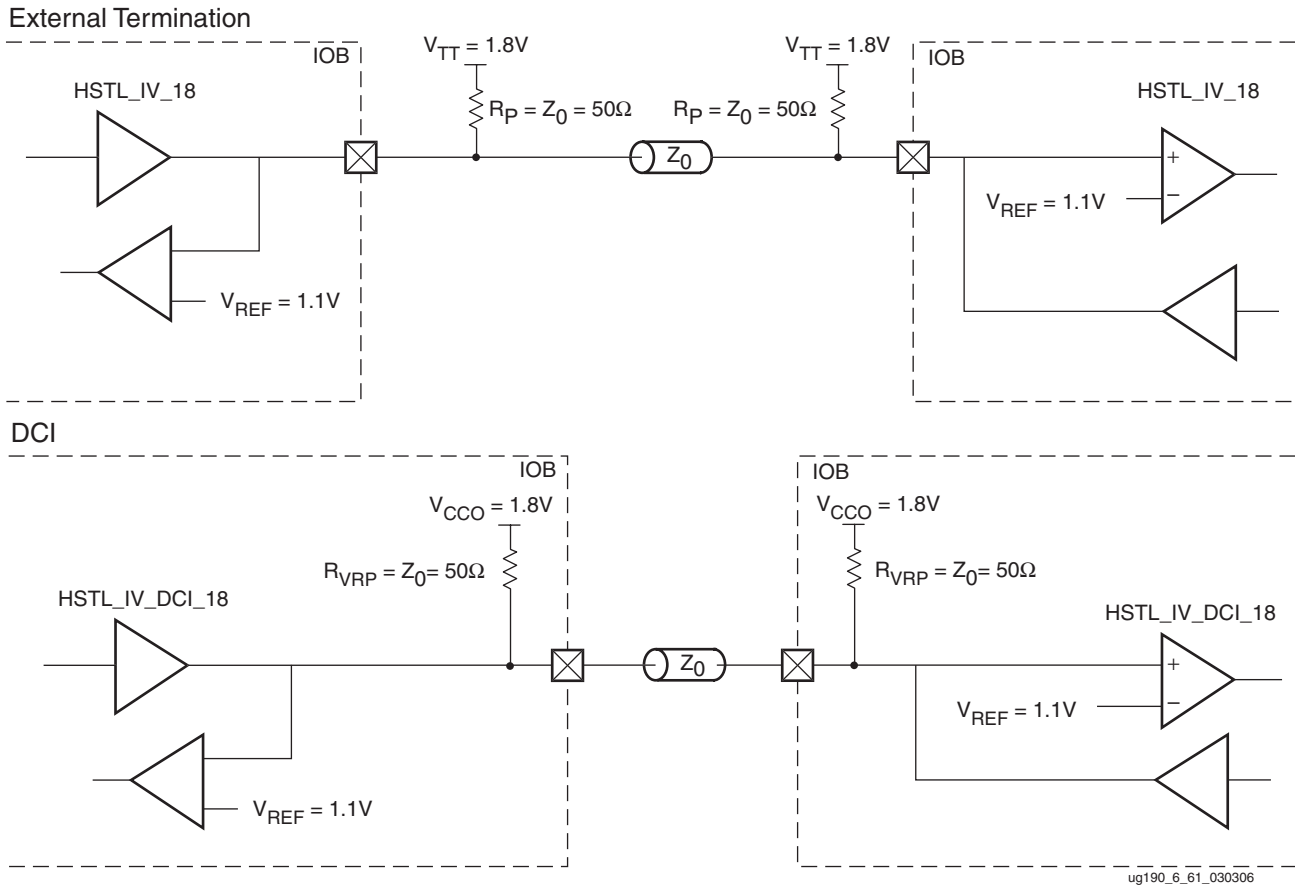 External Termination
IOB
V_TT = 1.8V
V_TT = 1.8V
IOB
HSTL_IV_18
HSTL_IV_18
R_P = Z_0 = 50Ω
R_P = Z_0 = 50Ω
Z_0
+
−
V_REF = 1.1V
V_REF = 1.1V
DCI
IOB
IOB
V_CCO = 1.8V
V_CCO = 1.8V
R_VRP = Z_0= 50Ω
R_VRP = Z_0= 50Ω
HSTL_IV_DCI_18
HSTL_IV_DCI_18
Z_0
+
−
V_REF = 1.1V
V_REF = 1.1V
ug190_6_61_030306